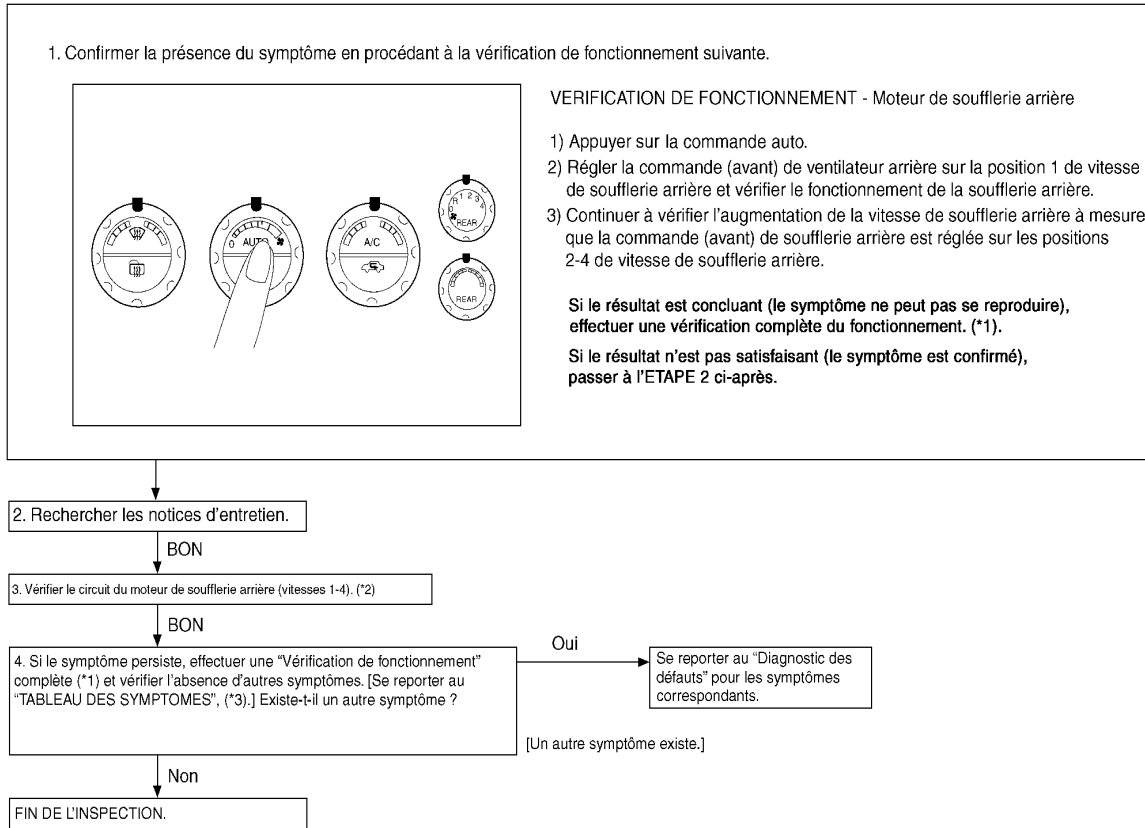 1. Confirmer la présence du symptôme en procédant à la vérification de fonctionnement suivante.
AUTO
0
A/C
R 1 2 3 4
0
REAR
REAR
VERIFICATION DE FONCTIONNEMENT - Moteur de soufflerie arrière
1) Appuyer sur la commande auto.
2) Régler la commande (avant) de ventilateur arrière sur la position 1 de vitesse
de soufflerie arrière et vérifier le fonctionnement de la soufflerie arrière.
3) Continuer à vérifier l'augmentation de la vitesse de soufflerie arrière à mesure
que la commande (avant) de soufflerie arrière est réglée sur les positions
2-4 de vitesse de soufflerie arrière.
Si le résultat est concluant (le symptôme ne peut pas se reproduire),
effectuer une vérification complète du fonctionnement. (*1).
Si le résultat n'est pas satisfaisant (le symptôme est confirmé),
passer à l'ETAPE 2 ci-après.
2. Rechercher les notices d'entretien.
BON
3. Vérifier le circuit du moteur de soufflerie arrière (vitesses 1-4). (*2)
BON
4. Si le symptôme persiste, effectuer une “Vérification de fonctionnement”
complète (*1) et vérifier l'absence d'autres symptômes. [Se reporter au
“TABLEAU DES SYMPTOMES”, (*3).] Existe-t-il un autre symptôme ?
Oui
Se reporter au “Diagnostic des
défauts” pour les symptômes
correspondants.
[Un autre symptôme existe.]
Non
FIN DE L'INSPECTION.